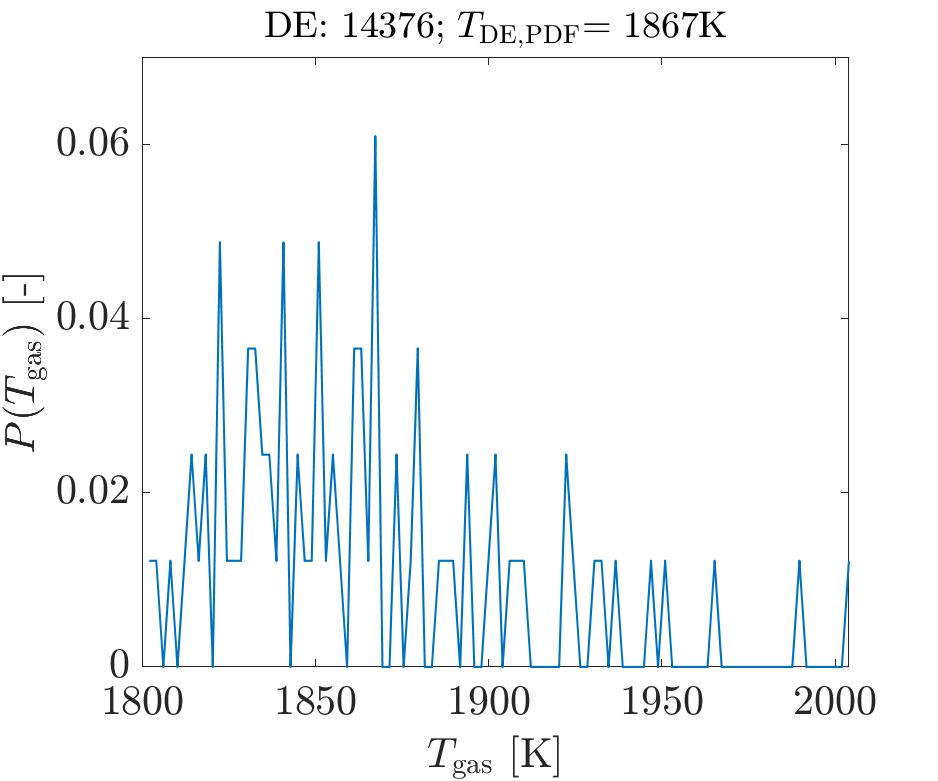 DE: 14376; T_DE,PDF= 1867K
0.06
0.04
0.02
0
P(T_gas) [-]
1800 1850 1900 1950 2000
T_gas [K]